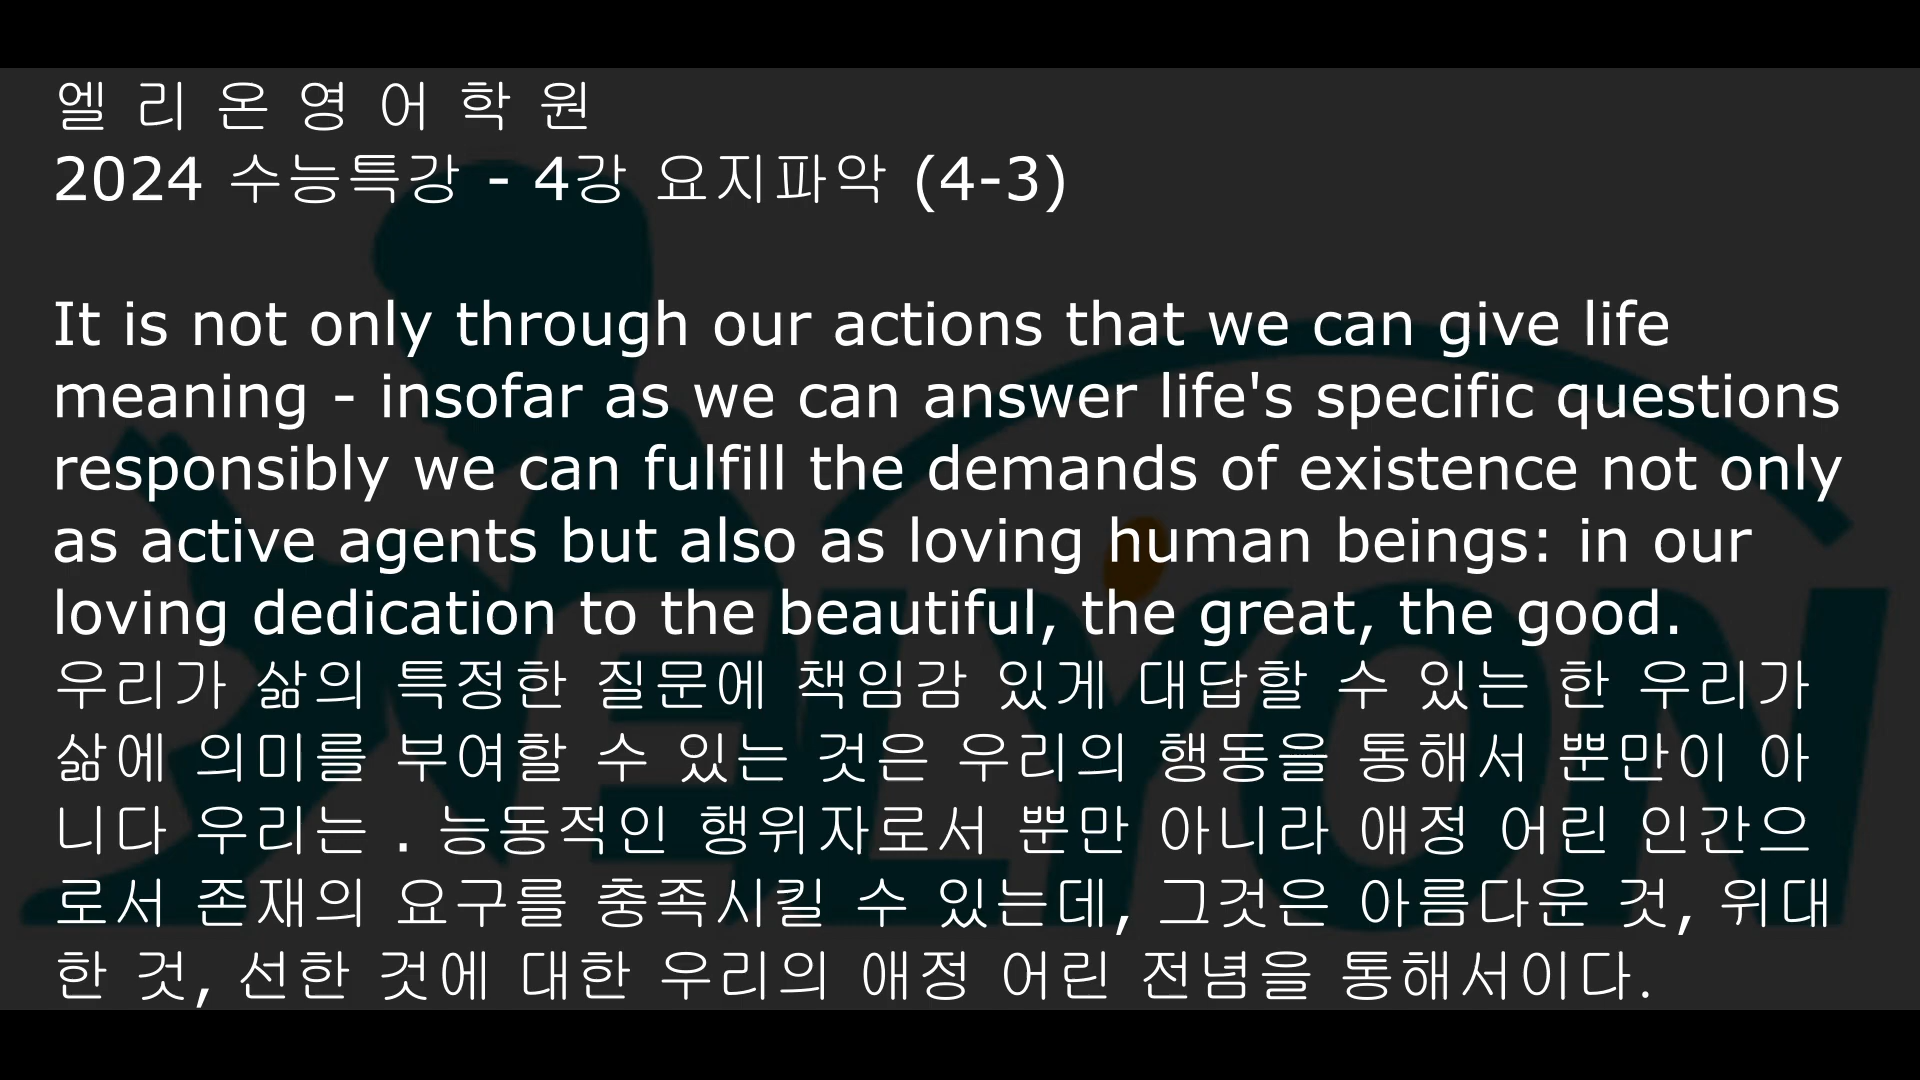 엘 리 온 영 어 학 원
2024 수능특강 - 4강 요지파악 (4-3)
It is not only through our actions that we can give life
meaning - insofar as we can answer life's specific questions
responsibly we can fulfill the demands of existence not only
as active agents but also as loving human beings: in our
loving dedication to the beautiful, the great, the good.
우리가 삶의 특정한 질문에 책임감 있게 대답할 수 있는 한 우리가
삶에 의미를 부여할 수 있는 것은 우리의 행동을 통해서 뿐만이 아
니다 우리는 . 능동적인 행위자로서 뿐만 아니라 애정 어린 인간으
로서 존재의 요구를 충족시킬 수 있는데, 그것은 아름다운 것, 위대
한 것, 선한 것에 대한 우리의 애정 어린 전념을 통해서이다.
ELYON